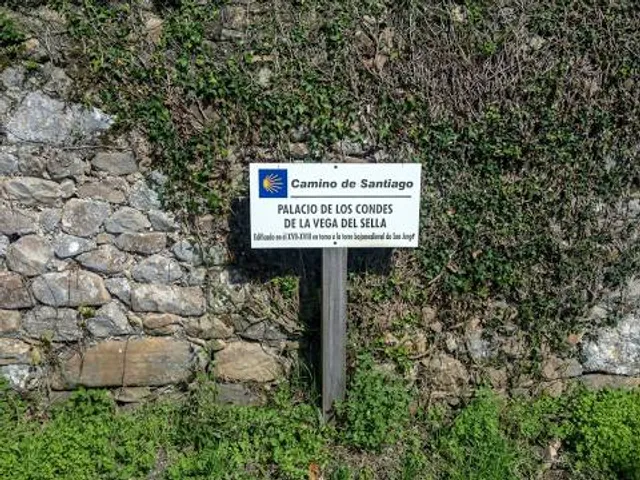 Camino de Santiago
PALACIO DE LOS CONDES
DE LA VEGA DEL SELLA
Edificado en el XVII-XVIII en torno a la torre bajomedieval de San Jorge